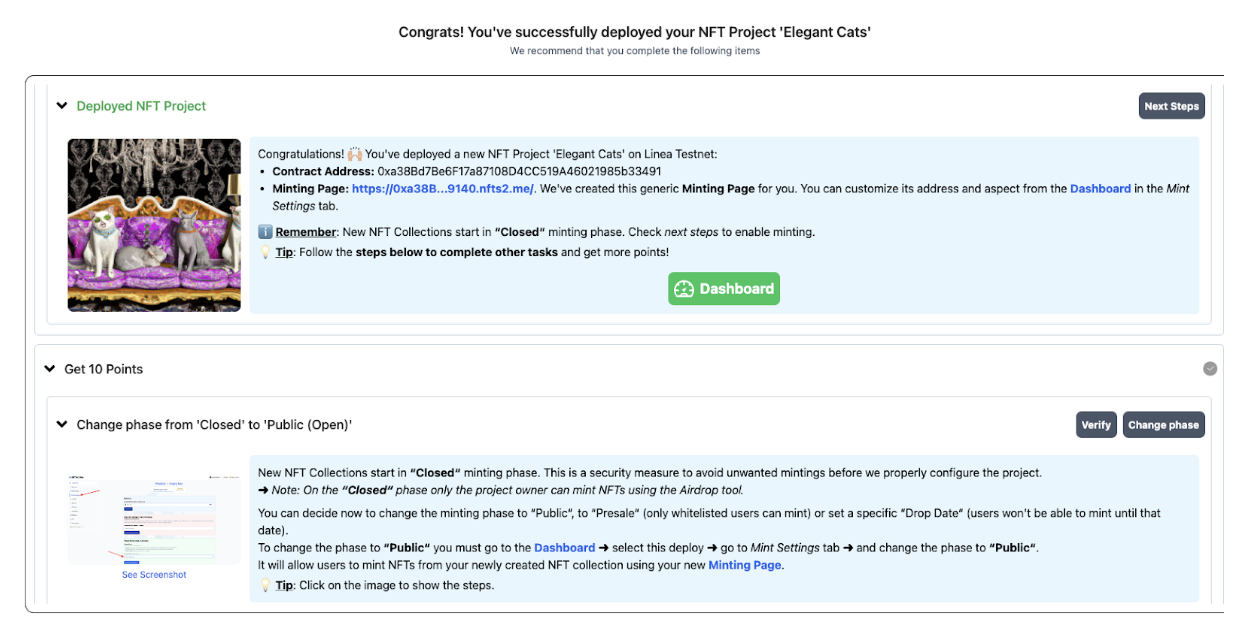 Congrats! You've successfully deployed your NFT Project 'Elegant Cats'
We recommend that you complete the following items
Deployed NFT Project
Next Steps
Congratulations! 🙌🏻 You've deployed a new NFT Project 'Elegant Cats' on Linea Testnet:
• Contract Address: 0xa38Bd7Be6F17a87108D4CC519A46021985b33491
• Minting Page: https://0xa38B...9140.nfts2.me/. We've created this generic Minting Page for you. You can customize its address and aspect from the Dashboard in the Mint
Settings tab.
ℹ️ Remember: New NFT Collections start in “Closed“ minting phase. Check next steps to enable minting.
💡 Tip: Follow the steps below to complete other tasks and get more points!
Dashboard
Get 10 Points
Change phase from 'Closed' to 'Public (Open)'
Verify
Change phase
New NFT Collections start in “Closed“ minting phase. This is a security measure to avoid unwanted mintings before we properly configure the project.
➜ Note: On the “Closed“ phase only the project owner can mint NFTs using the Airdrop tool.
You can decide now to change the minting phase to “Public“, to “Presale“ (only whitelisted users can mint) or set a specific “Drop Date“ (users won't be able to mint until that
date).
To change the phase to “Public“ you must go to the Dashboard ➜ select this deploy ➜ go to Mint Settings tab ➜ and change the phase to “Public“.
It will allow users to mint NFTs from your newly created NFT collection using your new Minting Page.
💡 Tip: Click on the image to show the steps.
See Screenshot